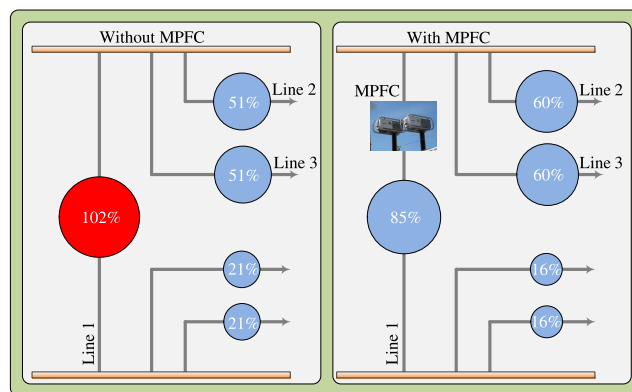 Without MPFC
Line 2
51%
Line 3
51%
102%
21%
21%
Line 1
With MPFC
Line 2
60%
MPFC
Line 3
60%
85%
16%
16%
Line 1